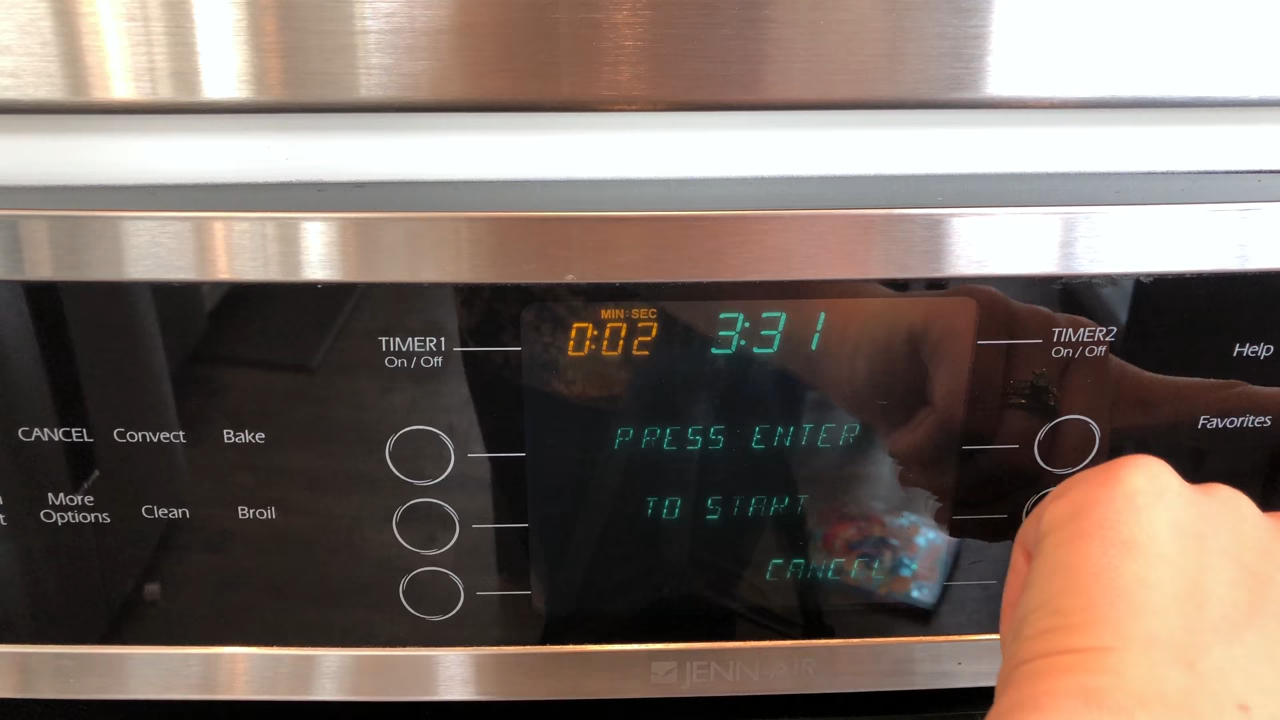 MIN:SEC
0:02 3:31
TIMER1
On / Off
TIMER2
On / Off
Help
PRESS ENTER
CANCEL Convect Bake
Favorites
More
Options
Clean Broil
TO START
CANCEL
JENN-AIR